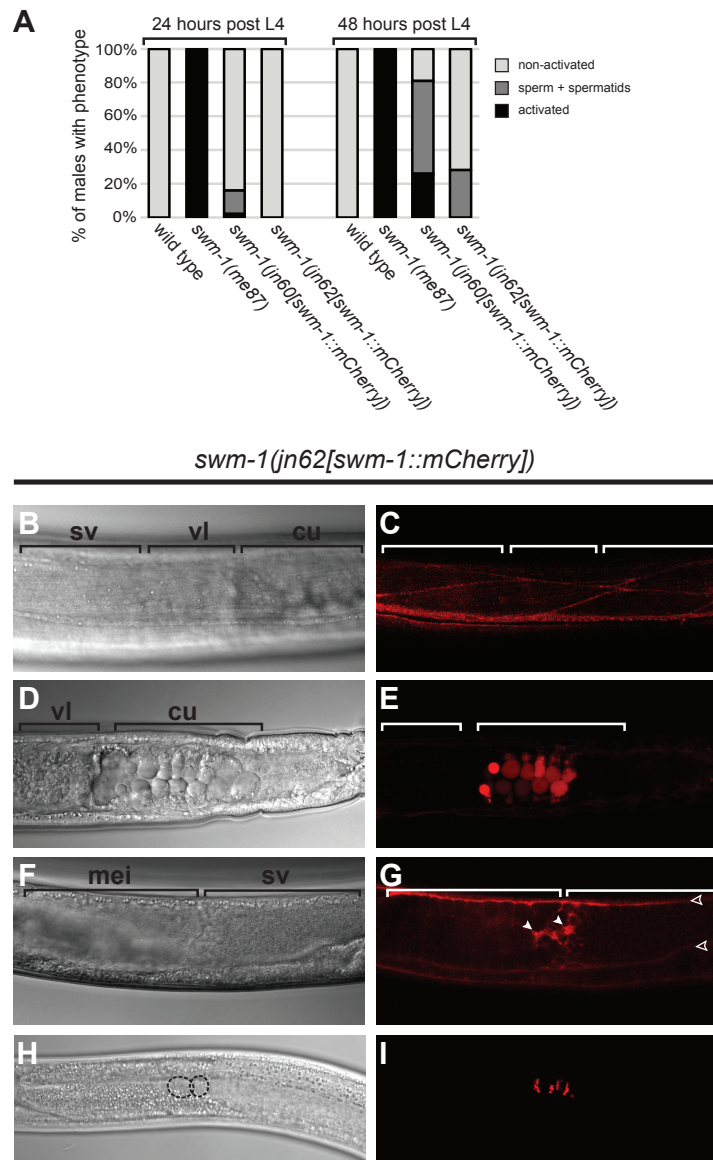 A
24 hours post L4
48 hours post L4
% of males with phenotype
100%
80%
60%
40%
20%
0%
non-activated
sperm + spermatids
activated
wild type
swm-1(me87)
swm-1(jn60[swm-1::mCherry])
swm-1(jn62[swm-1::mCherry])
wild type
swm-1(me87)
swm-1(jn60[swm-1::mCherry])
swm-1(jn62[swm-1::mCherry])
swm-1(jn62[swm-1::mCherry])
B
sv
vl
cu
C
D
vl
cu
E
F
mei
sv
G
H
I